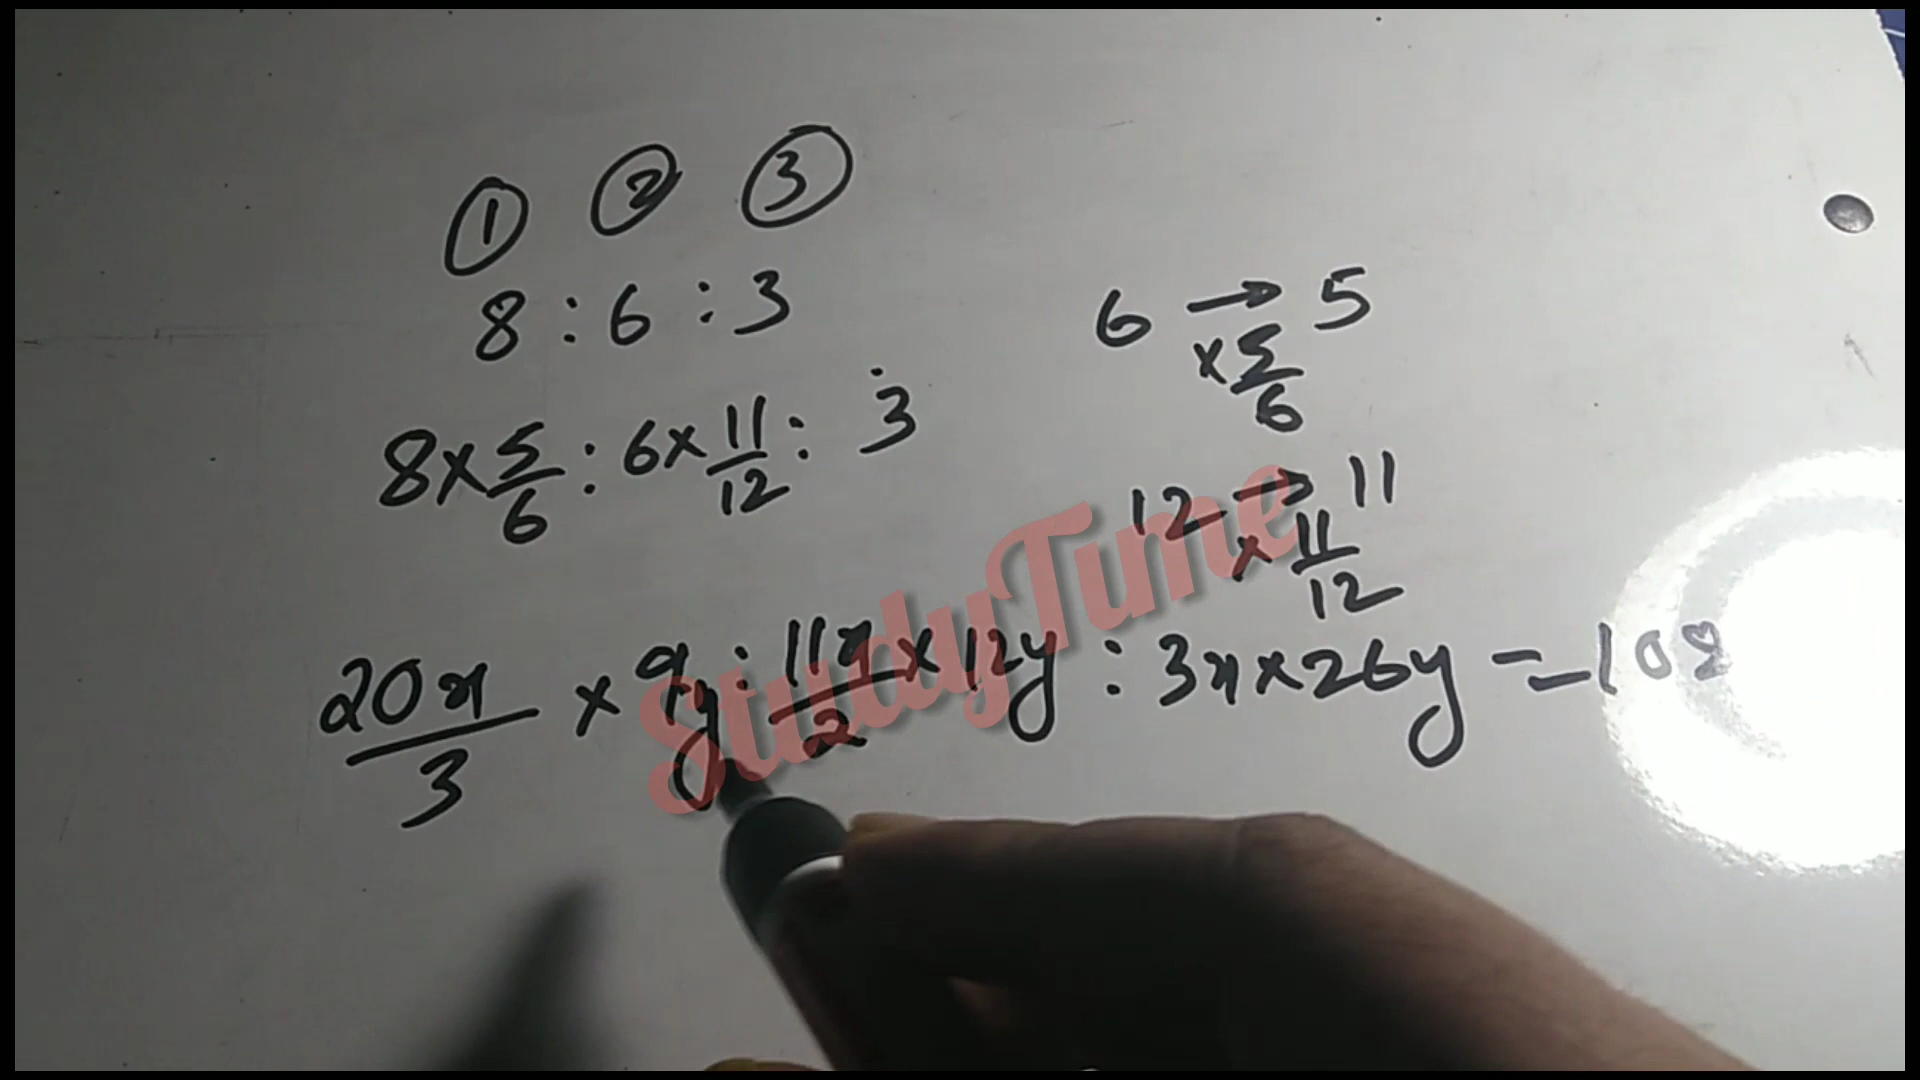 ① ② ③
8 : 6 : 3
6 → 5
× 5/6
8 × 5/6 : 6 × 11/12 : 3
12 → 11
× 11/12
20x/3 × 9y : 11x/2 × 12y : 3x × 26y = 108
StudyTime